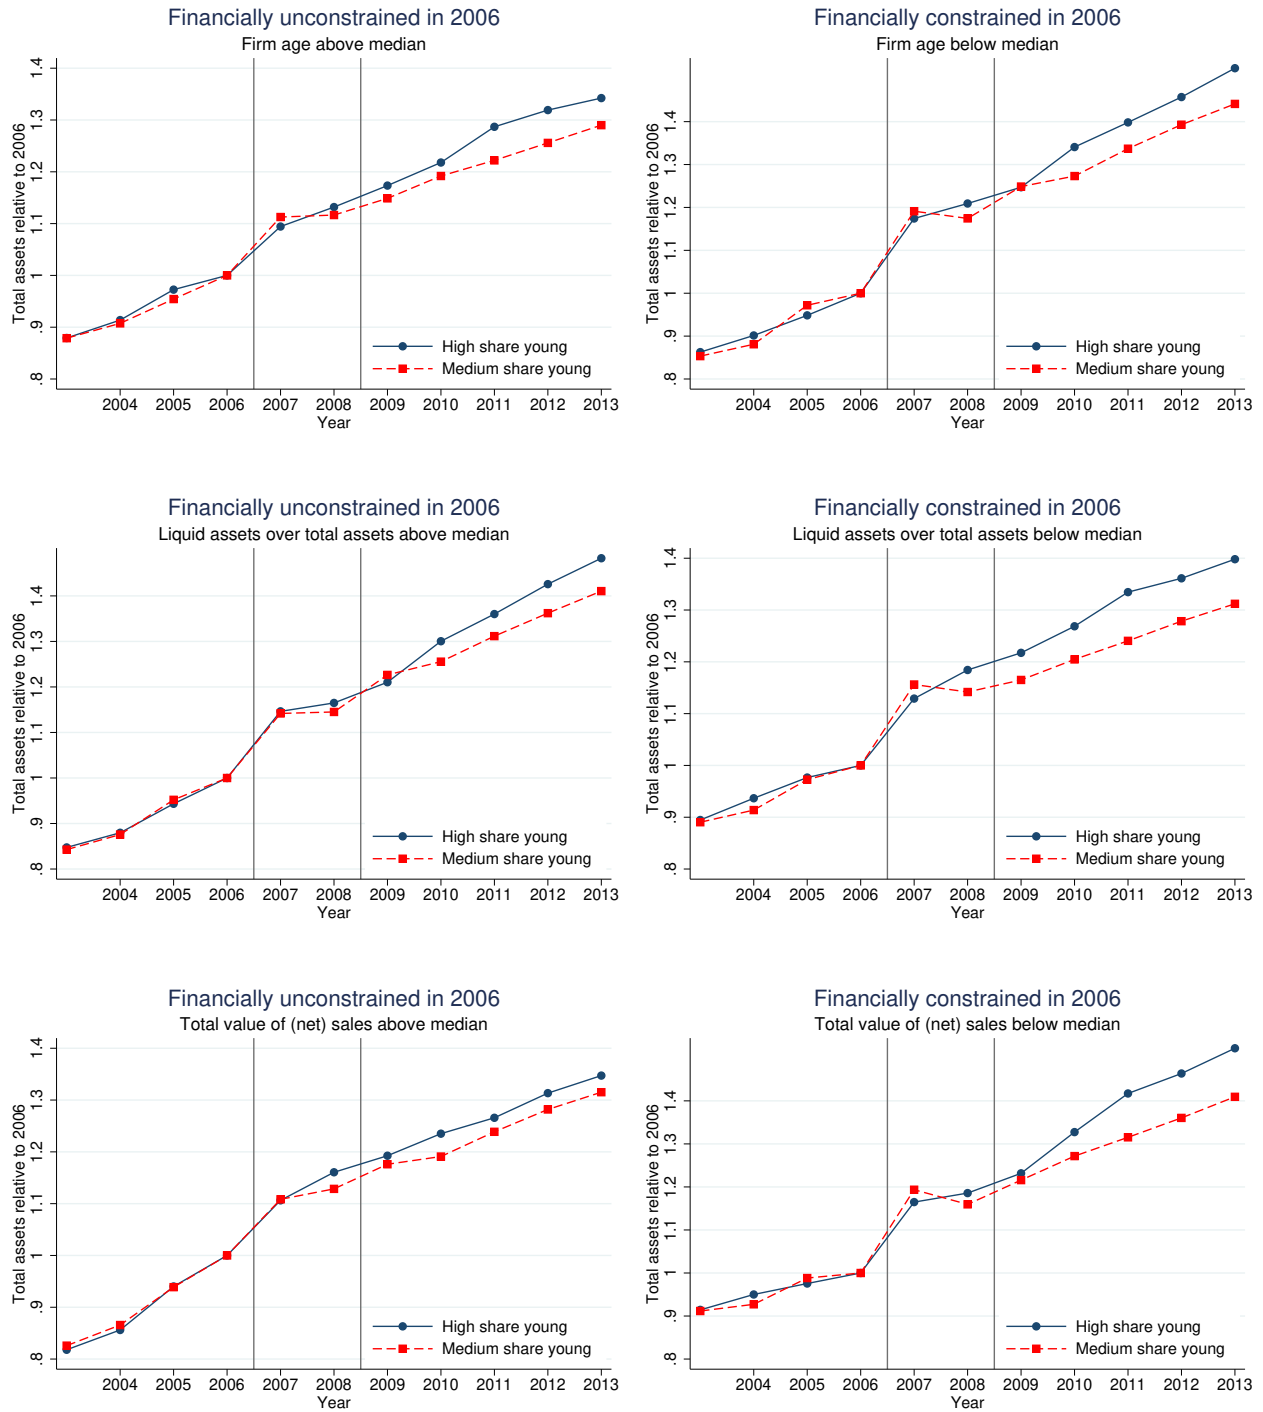 Financially unconstrained in 2006
Firm age above median
Total assets relative to 2006
1.4
1.3
1.2
1.1
1
.9
.8
High share young
Medium share young
2004 2005 2006 2007 2008 2009 2010 2011 2012 2013
Year
Financially constrained in 2006
Firm age below median
Total assets relative to 2006
1.4
1.3
1.2
1.1
1
.9
.8
High share young
Medium share young
2004 2005 2006 2007 2008 2009 2010 2011 2012 2013
Year
Financially unconstrained in 2006
Liquid assets over total assets above median
Total assets relative to 2006
1.4
1.3
1.2
1.1
1
.9
.8
High share young
Medium share young
2004 2005 2006 2007 2008 2009 2010 2011 2012 2013
Year
Financially constrained in 2006
Liquid assets over total assets below median
Total assets relative to 2006
1.4
1.3
1.2
1.1
1
.9
.8
High share young
Medium share young
2004 2005 2006 2007 2008 2009 2010 2011 2012 2013
Year
Financially unconstrained in 2006
Total value of (net) sales above median
Total assets relative to 2006
1.4
1.3
1.2
1.1
1
.9
.8
High share young
Medium share young
2004 2005 2006 2007 2008 2009 2010 2011 2012 2013
Year
Financially constrained in 2006
Total value of (net) sales below median
Total assets relative to 2006
1.4
1.3
1.2
1.1
1
.9
.8
High share young
Medium share young
2004 2005 2006 2007 2008 2009 2010 2011 2012 2013
Year